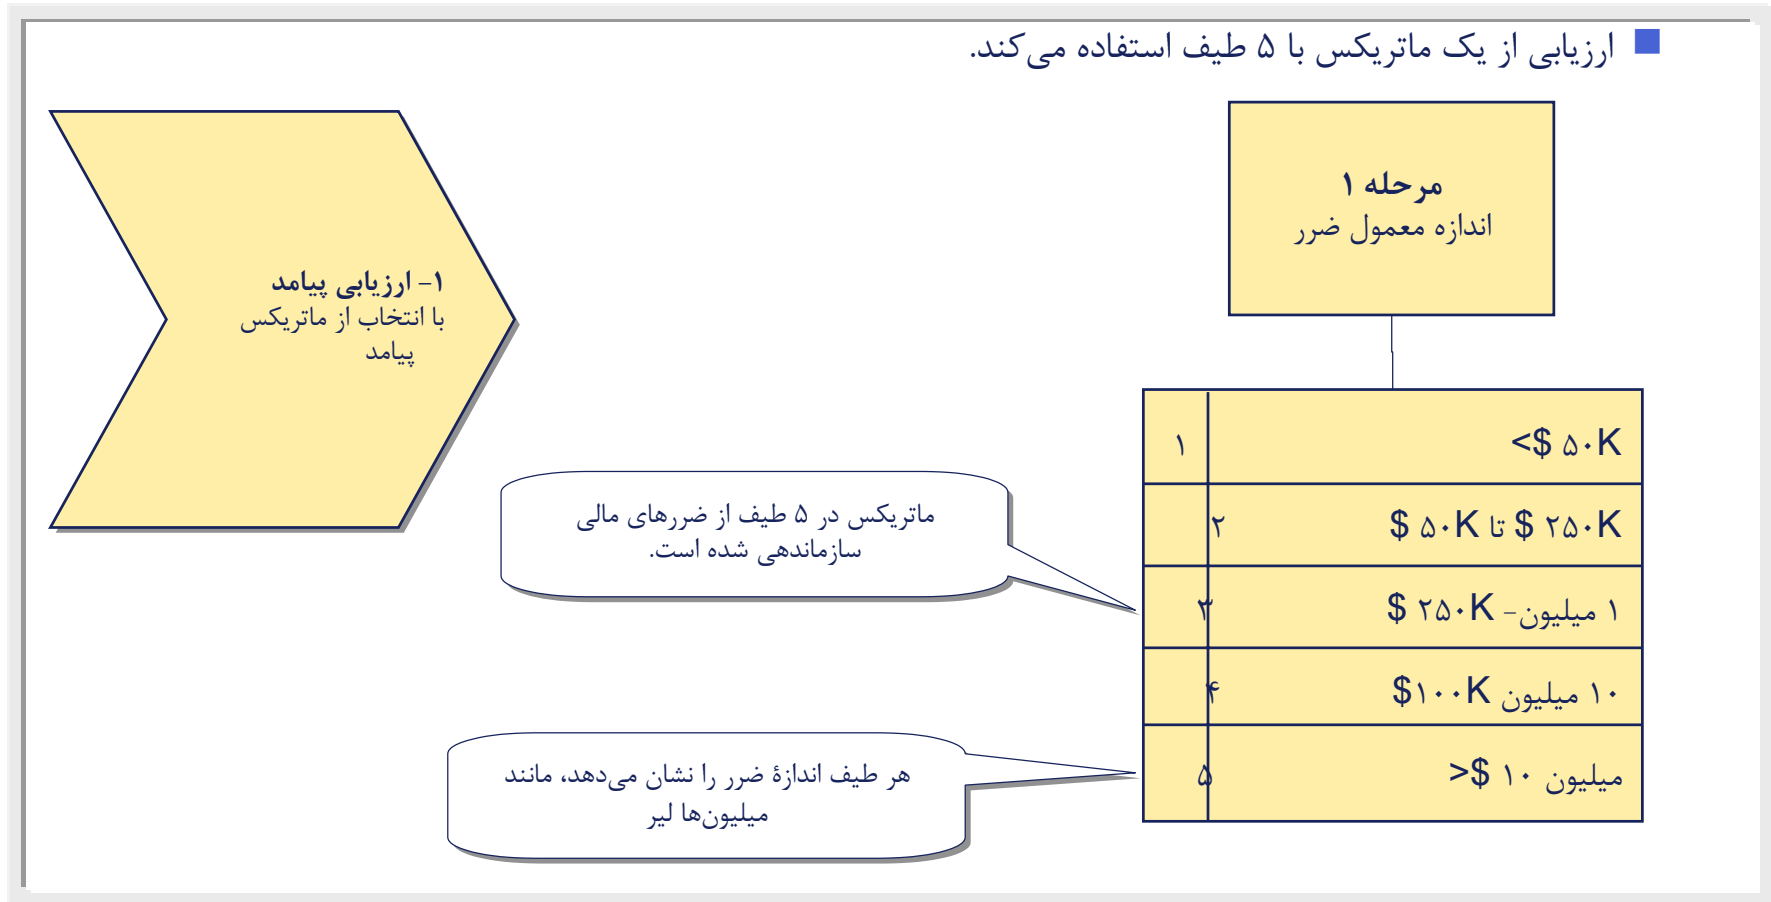 ارزیابی از یک ماتریکس با ۵ طیف استفاده می‌کند.
مرحله ۱
اندازه معمول ضرر
۱- ارزیابی پیامد
با انتخاب از ماتریکس
پیامد
<$ ۵۰K ۱
$ ۵۰K تا $ ۲۵۰K ۲
۱ میلیون- $ ۲۵۰K ۳
۱۰ میلیون $۱۰۰K ۴
>$ ۱۰ میلیون ۵
ماتریکس در ۵ طیف از ضررهای مالی
سازماندهی شده است.
هر طیف اندازۀ ضرر را نشان می‌دهد، مانند
میلیون‌ها لیر